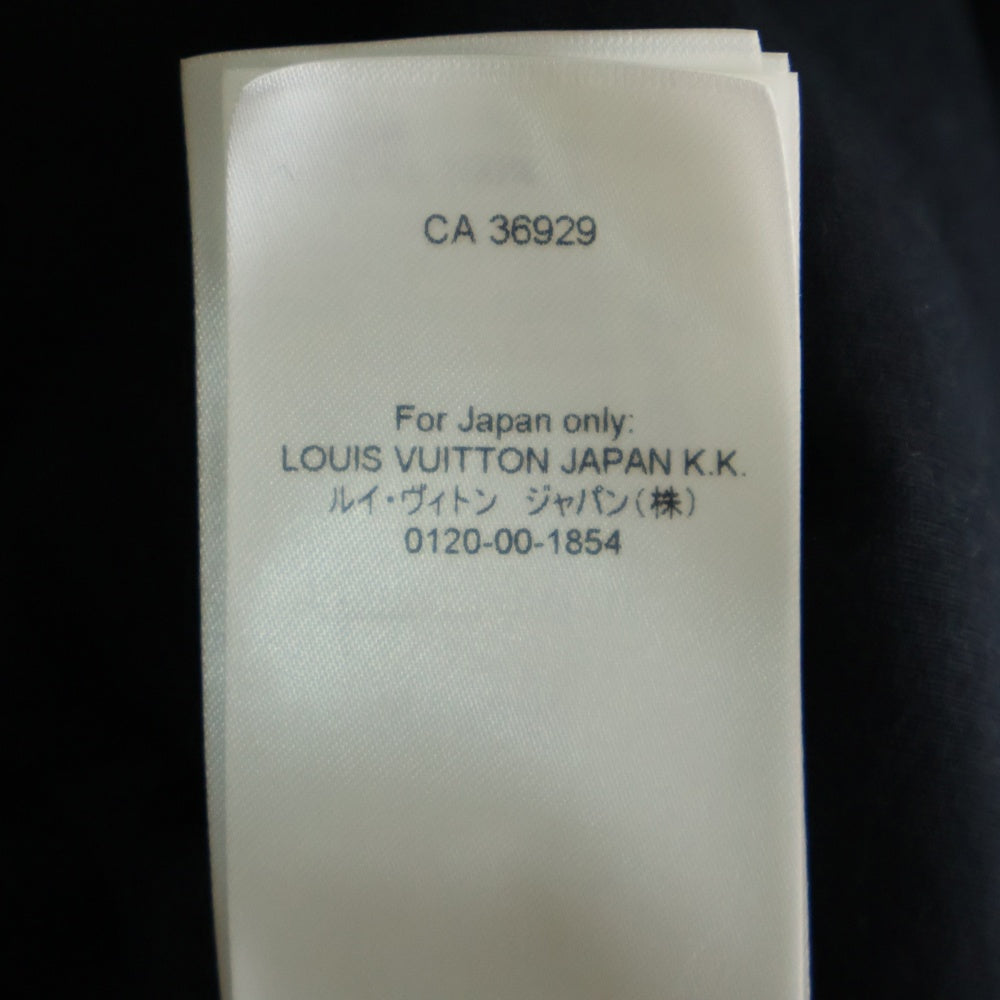 CA 36929
For Japan only:
LOUIS VUITTON JAPAN K.K.
ルイ・ヴィトン　ジャパン(株)
0120-00-1854